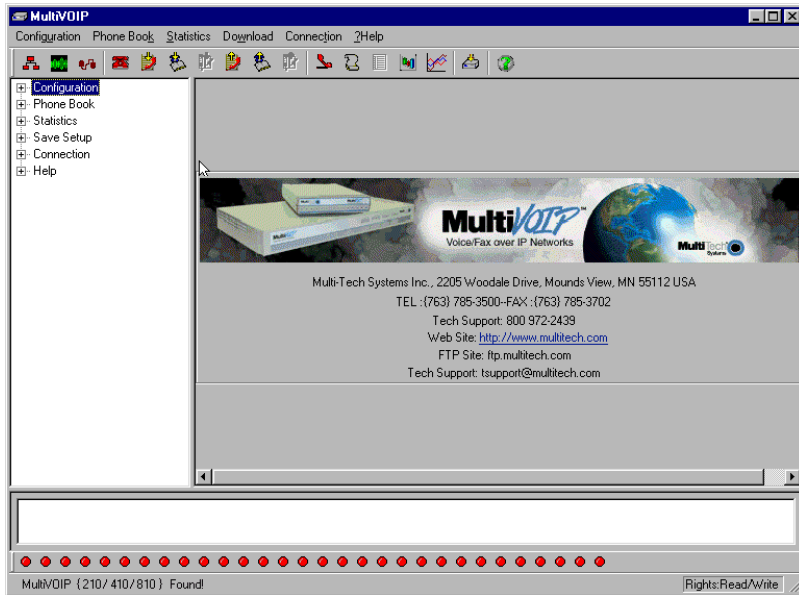 MultiVOIP
Configuration Phone Book Statistics Download Connection ?Help
Configuration
Phone Book
Statistics
Save Setup
Connection
Help
MultiVOIP™
Voice/Fax over IP Networks
MultiTech
Systems
Multi-Tech Systems Inc., 2205 Woodale Drive, Mounds View, MN 55112 USA
TEL :(763) 785-3500--FAX :(763) 785-3702
Tech Support: 800 972-2439
Web Site: http://www.multitech.com
FTP Site: ftp.multitech.com
Tech Support: tsupport@multitech.com
MultiVOIP {210/ 410/ 810 } Found!
Rights:Read/Write